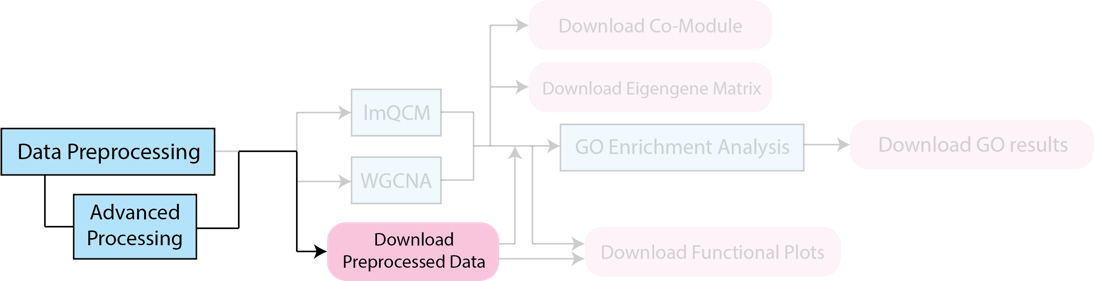 Data Preprocessing
Advanced
Processing
lmQCM
WGCNA
Download
Preprocessed Data
Download Co-Module
Download Eigengene Matrix
GO Enrichment Analysis
Download Functional Plots
Download GO results